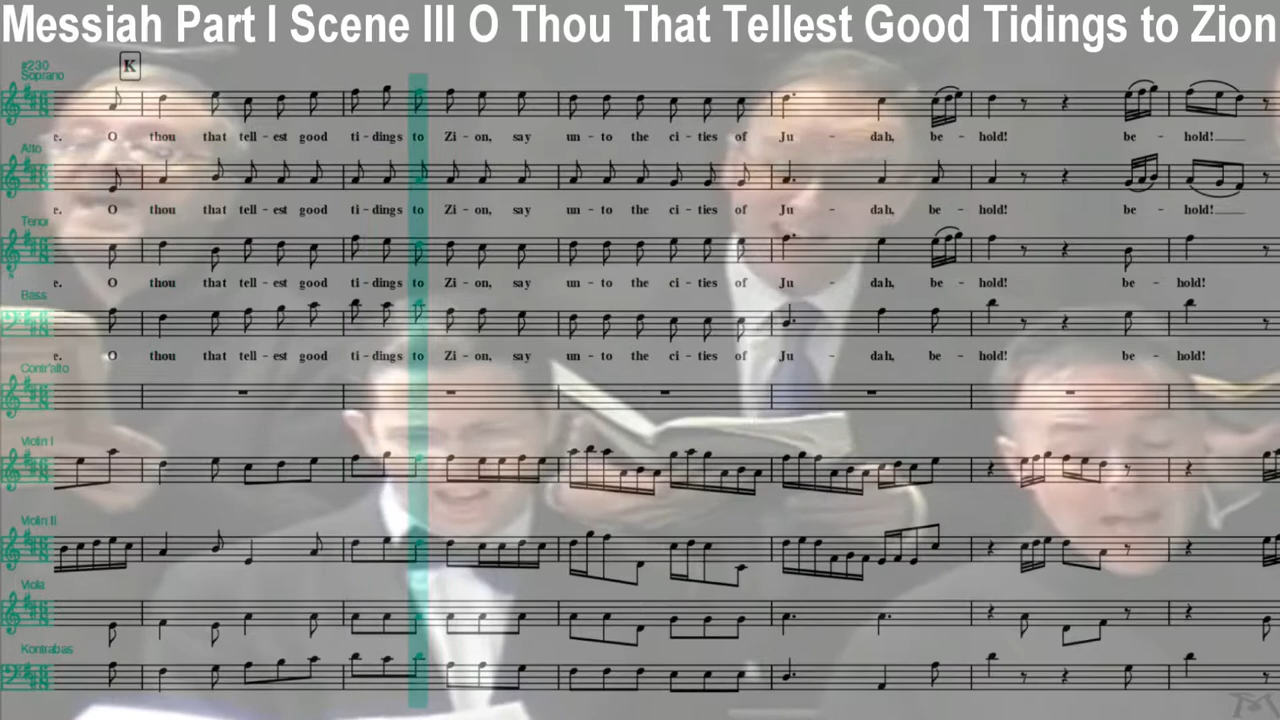 Messiah Part I Scene III O Thou That Tellest Good Tidings to Zion
#230
K
Soprano
e. O thou that tell - est good ti - dings to Zi - on, say un - to the ci - ties of Ju - dah, be - hold! be - hold!
Alto
e. O thou that tell - est good ti - dings to Zi - on, say un - to the ci - ties of Ju - dah, be - hold! be - hold!
Tenor
e. O thou that tell - est good ti - dings to Zi - on, say un - to the ci - ties of Ju - dah, be - hold! be - hold!
Bass
e. O thou that tell - est good ti - dings to Zi - on, say un - to the ci - ties of Ju - dah, be - hold! be - hold!
Contr'alto
Violin I
Violin II
Viola
Kontrabas